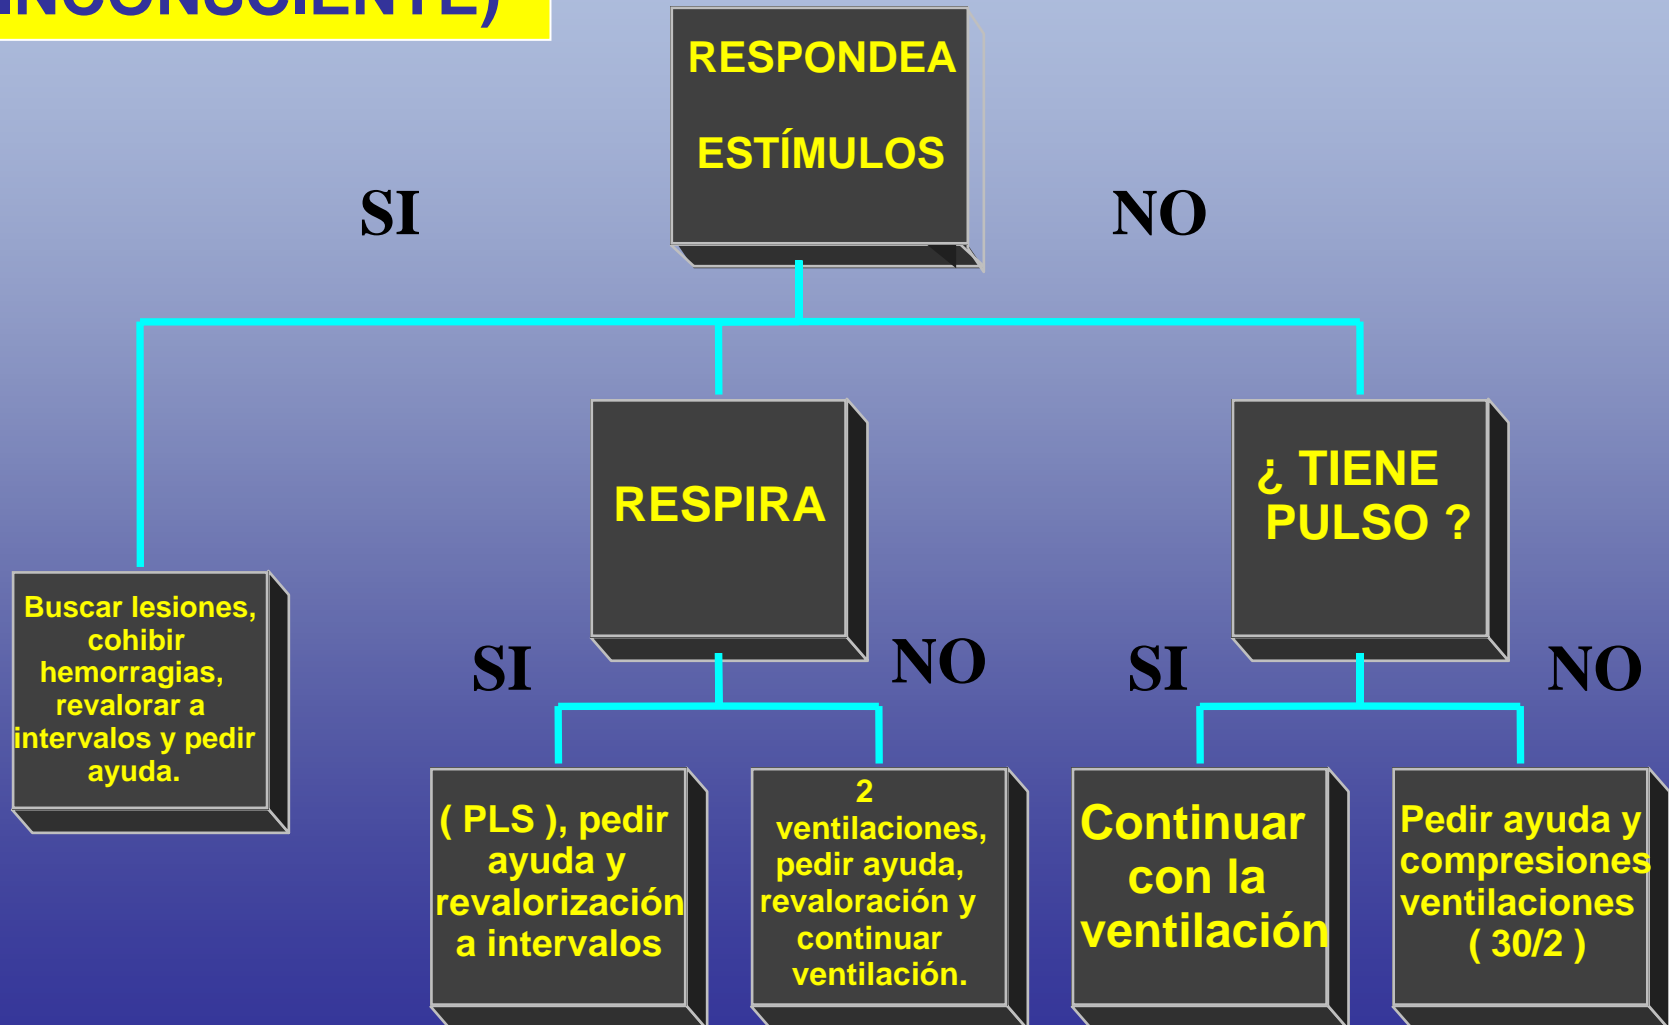 INCONSCIENTE)
RESPONDEA
ESTÍMULOS
SI
NO
RESPIRA
¿ TIENE
PULSO ?
Buscar lesiones,
cohibir
hemorragias,
revalorar a
intervalos y pedir
ayuda.
SI
NO
SI
NO
( PLS ), pedir
ayuda y
revalorización
a intervalos
2
ventilaciones,
pedir ayuda,
revaloración y
continuar
ventilación.
Continuar
con la
ventilación
Pedir ayuda y
compresiones
ventilaciones
( 30/2 )